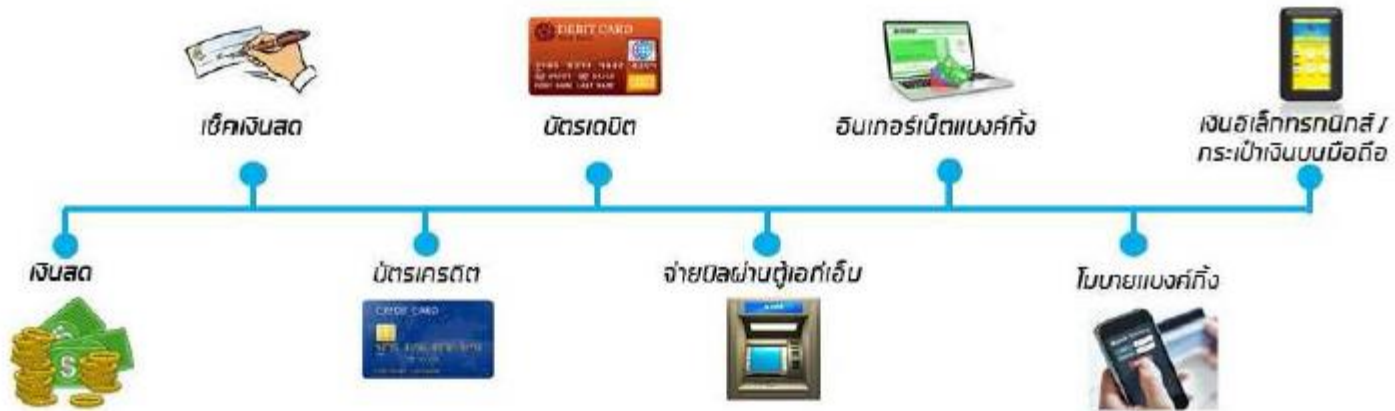 เช็คเงินสด
DEBIT CARD
บัตรเดบิต
อินเทอร์เน็ตแบงค์กิ้ง
เงินอิเล็กทรกนิกส์ /
กระเป๋าเงินบนมือถือ
เงินสด
บัตรเครดิต
CREDIT CARD
จ่ายบิลผ่านตู้เอทีเอ็ม
โมบายแบงค์กิ้ง